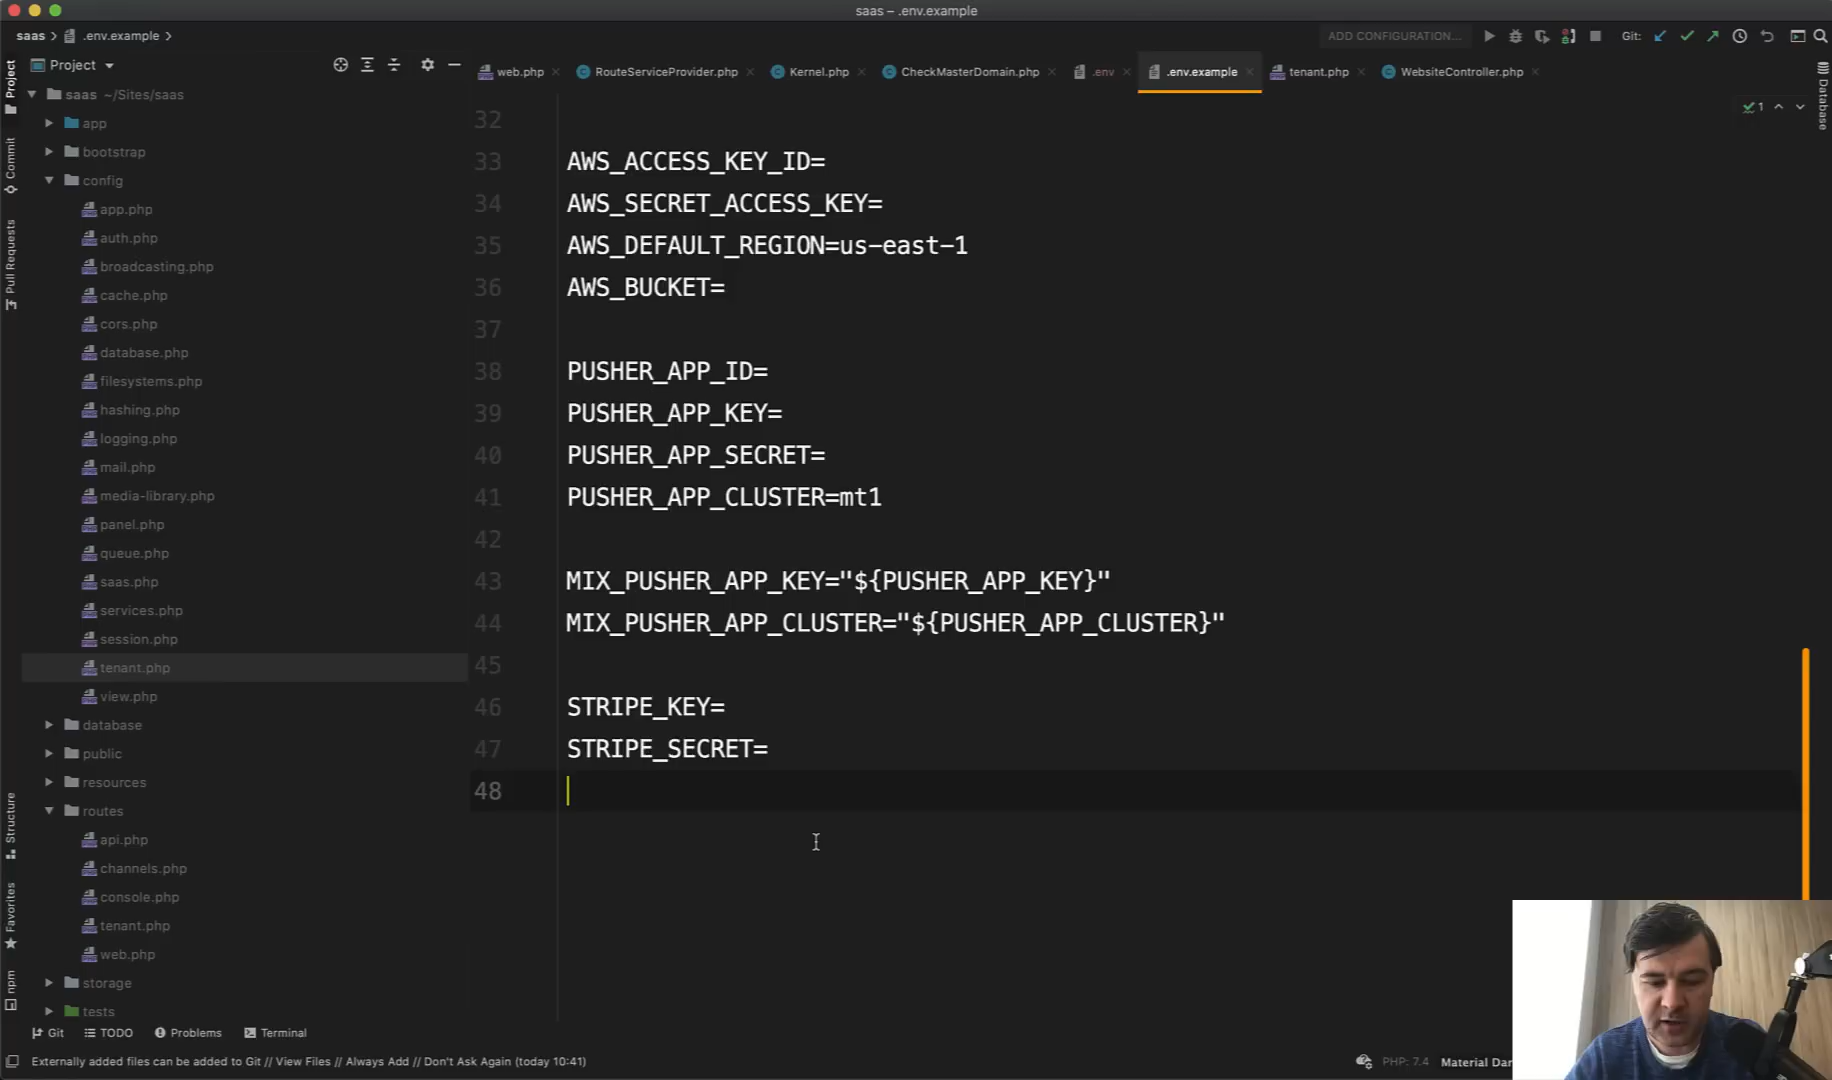 saas – .env.example
saas
.env.example
ADD CONFIGURATION...
Git:
Project
web.php
RouteServiceProvider.php
Kernel.php
CheckMasterDomain.php
.env
.env.example
tenant.php
WebsiteController.php
Project
Commit
Pull Requests
Structure
Favorites
npm
Database
1
saas ~/Sites/saas
app
bootstrap
config
app.php
auth.php
broadcasting.php
cache.php
cors.php
database.php
filesystems.php
hashing.php
logging.php
mail.php
media-library.php
panel.php
queue.php
saas.php
services.php
session.php
tenant.php
view.php
database
public
resources
routes
api.php
channels.php
console.php
tenant.php
web.php
storage
tests
32
33 AWS_ACCESS_KEY_ID=
34 AWS_SECRET_ACCESS_KEY=
35 AWS_DEFAULT_REGION=us-east-1
36 AWS_BUCKET=
37
38 PUSHER_APP_ID=
39 PUSHER_APP_KEY=
40 PUSHER_APP_SECRET=
41 PUSHER_APP_CLUSTER=mt1
42
43 MIX_PUSHER_APP_KEY="${PUSHER_APP_KEY}"
44 MIX_PUSHER_APP_CLUSTER="${PUSHER_APP_CLUSTER}"
45
46 STRIPE_KEY=
47 STRIPE_SECRET=
48
Git
TODO
Problems
Terminal
Externally added files can be added to Git // View Files // Always Add // Don't Ask Again (today 10:41)
PHP: 7.4
Material Dar